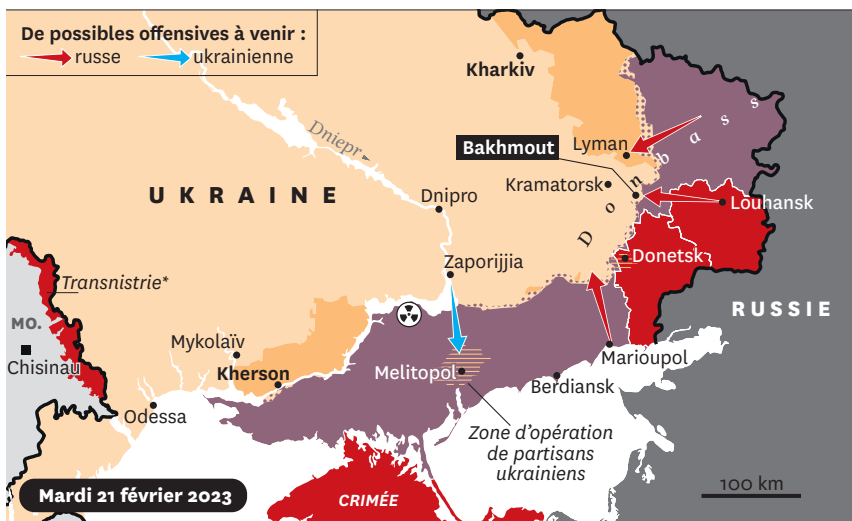 De possibles offensives à venir :
russe
ukrainienne
Kharkiv
Dniepr
Lyman
Donbass
Bakhmout
Kramatorsk
UKRAINE
Dnipro
Louhansk
Zaporijjia
Donetsk
Transnistrie*
RUSSIE
MO.
Mykolaïv
Marioupol
Chisinau
Kherson
Melitopol
Berdiansk
Odessa
Zone d'opération
de partisans
ukrainiens
Mardi 21 février 2023
CRIMÉE
100 km